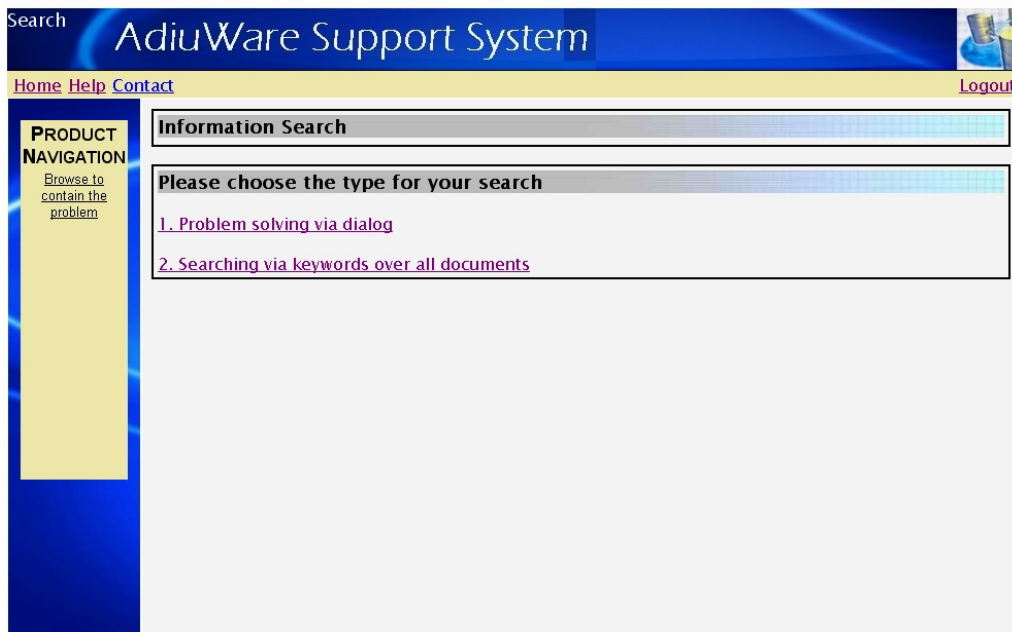 Search
AdiuWare Support System
Home Help Contact
Logout
PRODUCT
NAVIGATION
Browse to
contain the
problem
Information Search
Please choose the type for your search
1. Problem solving via dialog
2. Searching via keywords over all documents